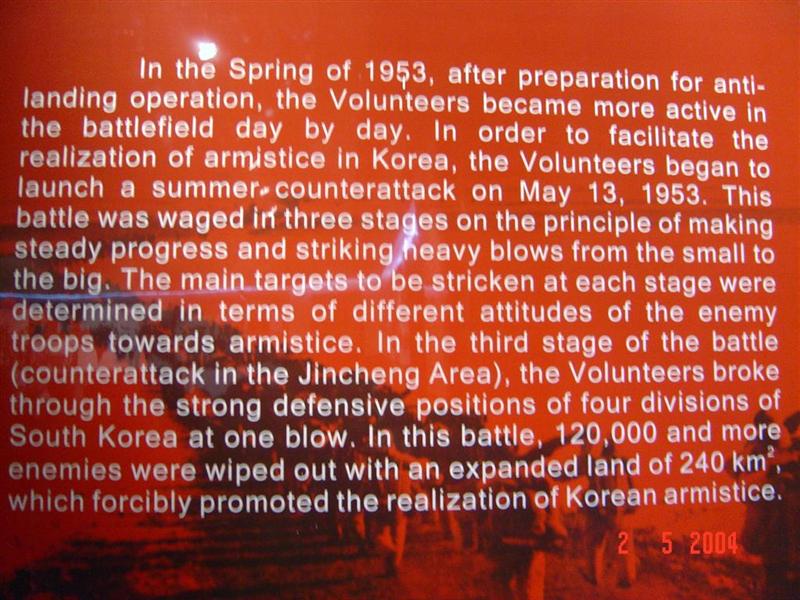 In the Spring of 1953, after preparation for anti-
landing operation, the Volunteers became more active in
the battlefield day by day. In order to facilitate the
realization of armistice in Korea, the Volunteers began to
launch a summer counterattack on May 13, 1953. This
battle was waged in three stages on the principle of making
steady progress and striking heavy blows from the small to
the big. The main targets to be stricken at each stage were
determined in terms of different attitudes of the enemy
troops towards armistice. In the third stage of the battle
(counterattack in the Jincheng Area), the Volunteers broke
through the strong defensive positions of four divisions of
South Korea at one blow. In this battle, 120,000 and more
enemies were wiped out with an expanded land of 240 km²,
which forcibly promoted the realization of Korean armistice.
2 5 2004